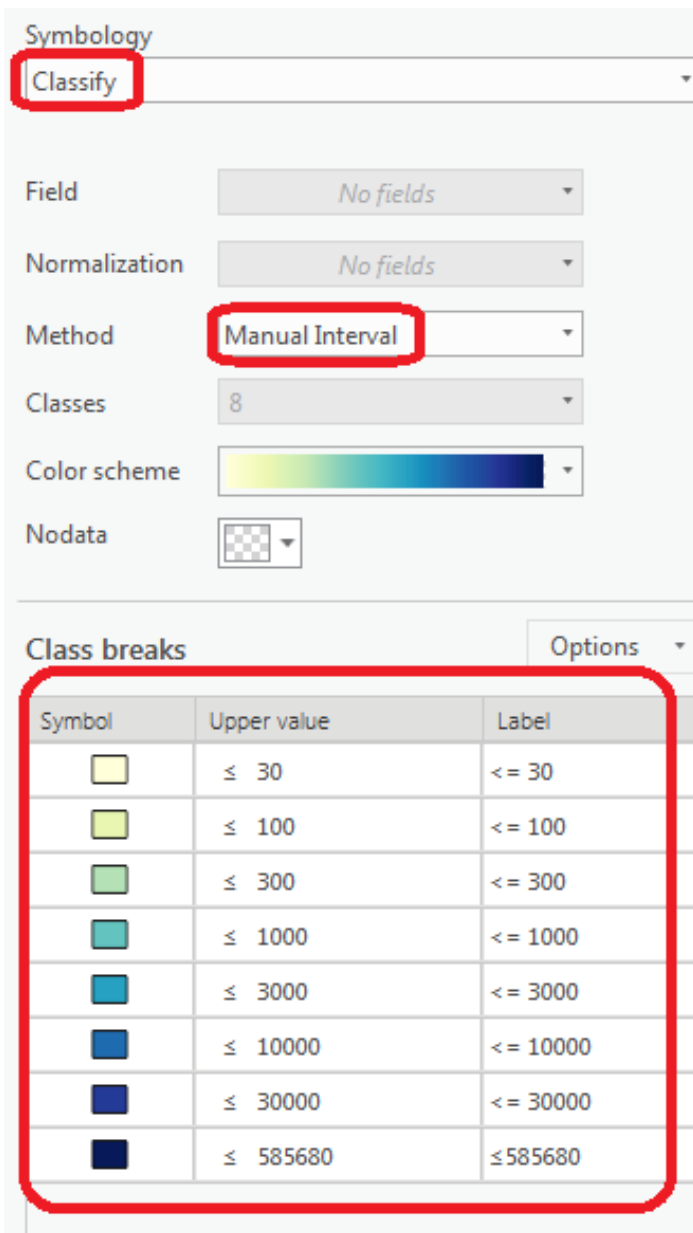 Symbology
Classify
Field No fields
Normalization No fields
Method Manual Interval
Classes 8
Color scheme
Nodata
Class breaks Options
Symbol Upper value Label
≤ 30 <= 30
≤ 100 <= 100
≤ 300 <= 300
≤ 1000 <= 1000
≤ 3000 <= 3000
≤ 10000 <= 10000
≤ 30000 <= 30000
≤ 585680 ≤585680